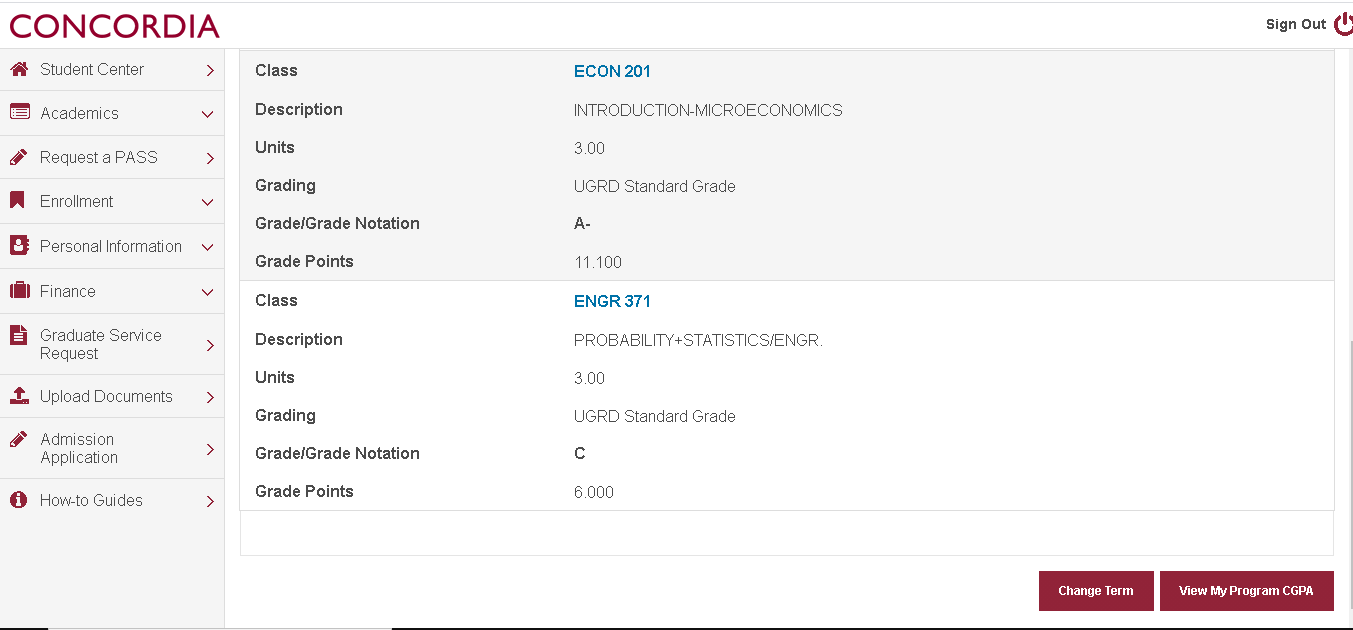 CONCORDIA
Sign Out
Student Center
Academics
Request a PASS
Enrollment
Personal Information
Finance
Graduate Service
Request
Upload Documents
Admission
Application
How-to Guides
Class ECON 201
Description INTRODUCTION-MICROECONOMICS
Units 3.00
Grading UGRD Standard Grade
Grade/Grade Notation A-
Grade Points 11.100
Class ENGR 371
Description PROBABILITY+STATISTICS/ENGR.
Units 3.00
Grading UGRD Standard Grade
Grade/Grade Notation C
Grade Points 6.000
Change Term
View My Program CGPA